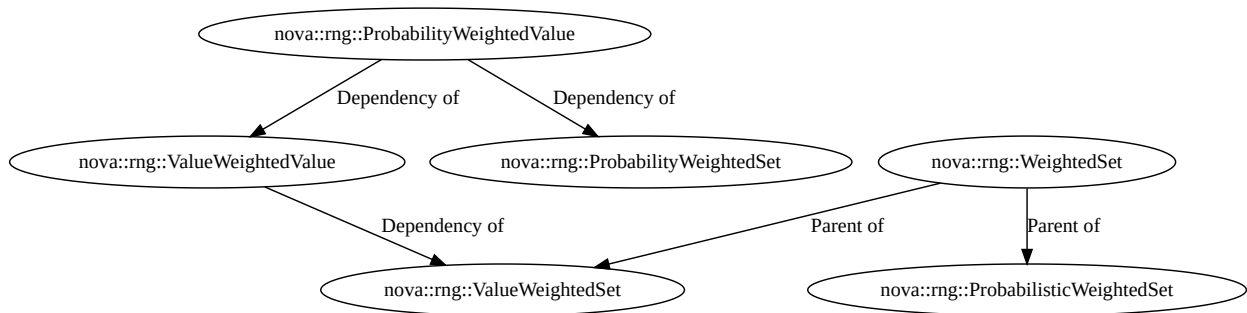 nova::rng::ProbabilityWeightedValue
Dependency of
Dependency of
nova::rng::ValueWeightedValue
nova::rng::ProbabilityWeightedSet
nova::rng::WeightedSet
Dependency of
Parent of
Parent of
nova::rng::ValueWeightedSet
nova::rng::ProbabilisticWeightedSet